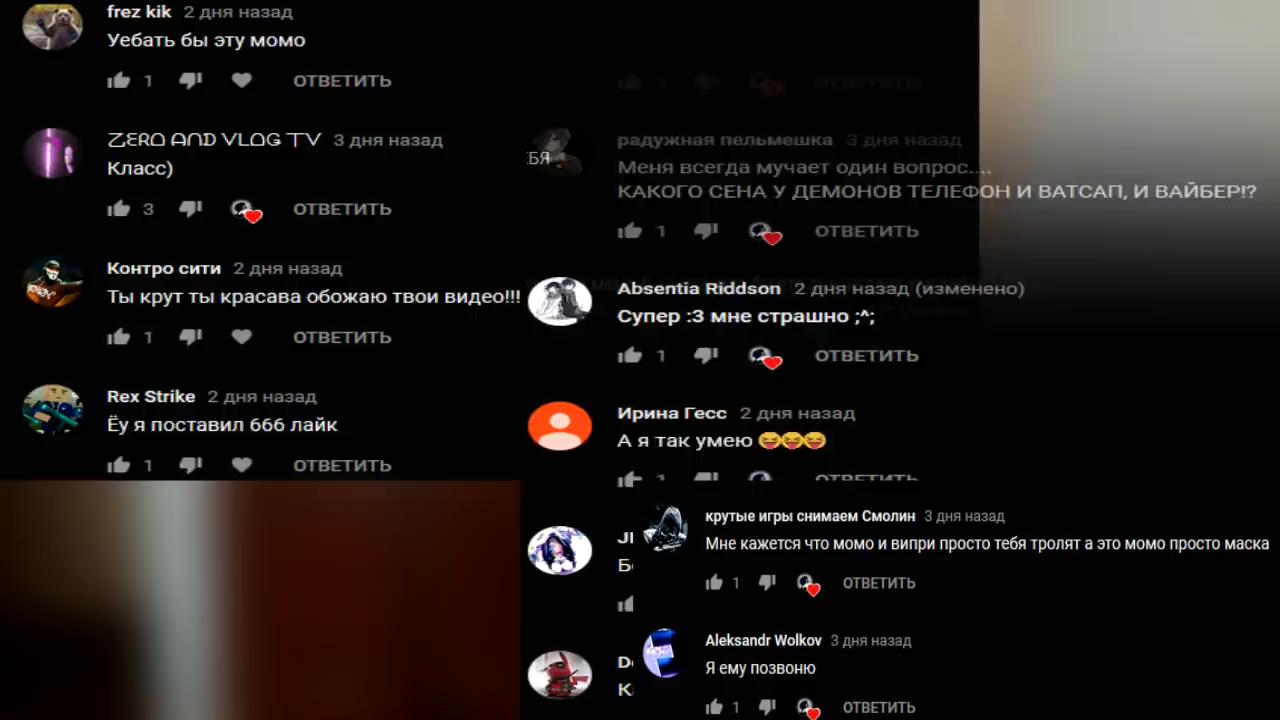 frez kik 2 дня назад
Уебать бы эту момо
1 ОТВЕТИТЬ
ZERO AND VLOG TV 3 дня назад
Класс)
3 ОТВЕТИТЬ
Контро сити 2 дня назад
Ты крут ты красава обожаю твои видео!!!
1 ОТВЕТИТЬ
Rex Strike 2 дня назад
Ёу я поставил 666 лайк
1 ОТВЕТИТЬ
ОТВЕТИТЬ
радужная пельмешка 3 дня назад
Меня всегда мучает один вопрос....
КАКОГО СЕНА У ДЕМОНОВ ТЕЛЕФОН И ВАТСАП, И ВАЙБЕР!?
1 ОТВЕТИТЬ
Absentia Riddson 2 дня назад (изменено)
Супер :3 мне страшно ;^;
1 ОТВЕТИТЬ
Ирина Гесс 2 дня назад
А я так умею 😝😝😝
ОТВЕТИТЬ
крутые игры снимаем Смолин 3 дня назад
Мне кажется что момо и випри просто тебя тролят а это момо просто маска
1 ОТВЕТИТЬ
Aleksandr Wolkov 3 дня назад
Я ему позвоню
1 ОТВЕТИТЬ